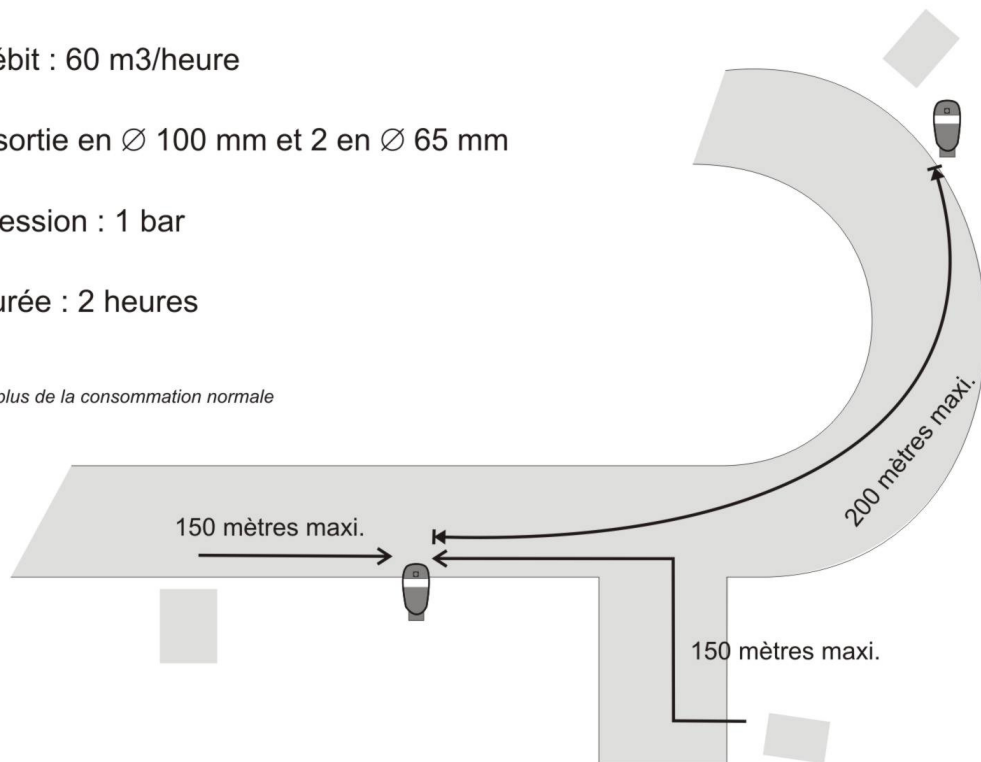 ébit : 60 m3/heure
sortie en ∅ 100 mm et 2 en ∅ 65 mm
ession : 1 bar
urée : 2 heures
plus de la consommation normale
200 mètres maxi.
150 mètres maxi.
150 mètres maxi.